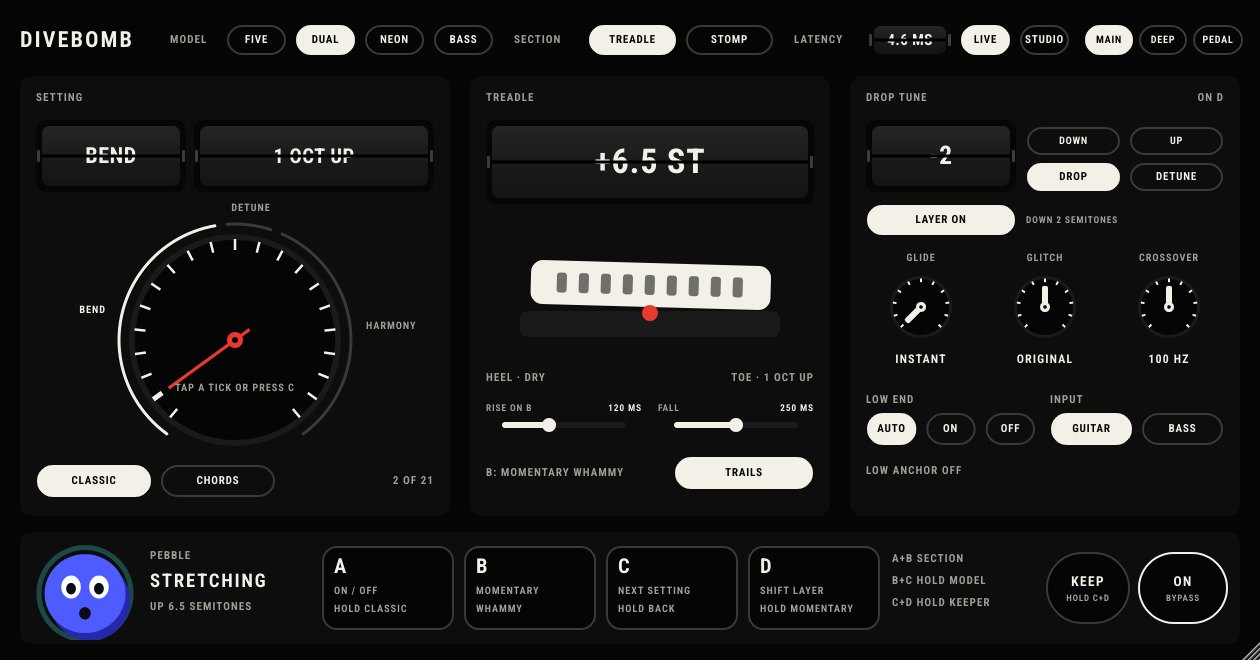 DIVEBOMB MODEL FIVE DUAL NEON BASS SECTION TREADLE STOMP LATENCY 4.6 MS LIVE STUDIO MAIN DEEP PEDAL
SETTING
BEND 1 OCT UP
DETUNE
BEND
HARMONY
TAP A TICK OR PRESS C
CLASSIC CHORDS 2 OF 21
TREADLE
+6.5 ST
HEEL · DRY TOE · 1 OCT UP
RISE ON B 120 MS FALL 250 MS
B: MOMENTARY WHAMMY TRAILS
DROP TUNE ON D
-2
DOWN UP
DROP DETUNE
LAYER ON DOWN 2 SEMITONES
GLIDE GLITCH CROSSOVER
INSTANT ORIGINAL 100 HZ
LOW END INPUT
AUTO ON OFF GUITAR BASS
LOW ANCHOR OFF
PEBBLE
STRETCHING
UP 6.5 SEMITONES
A
ON / OFF
HOLD CLASSIC
B
MOMENTARY
WHAMMY
C
NEXT SETTING
HOLD BACK
D
SHIFT LAYER
HOLD MOMENTARY
A+B SECTION
B+C HOLD MODEL
C+D HOLD KEEPER
KEEP
HOLD C+D
ON
BYPASS